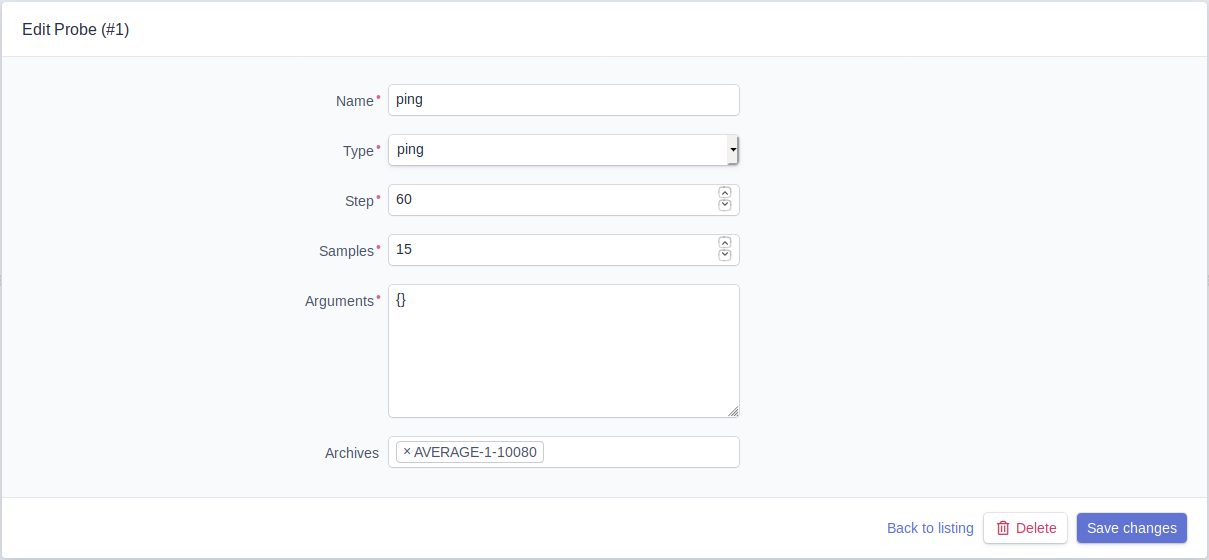 Edit Probe (#1)
Name* ping
Type* ping
Step* 60
Samples* 15
Arguments* {}
Archives × AVERAGE-1-10080
Back to listing Delete Save changes